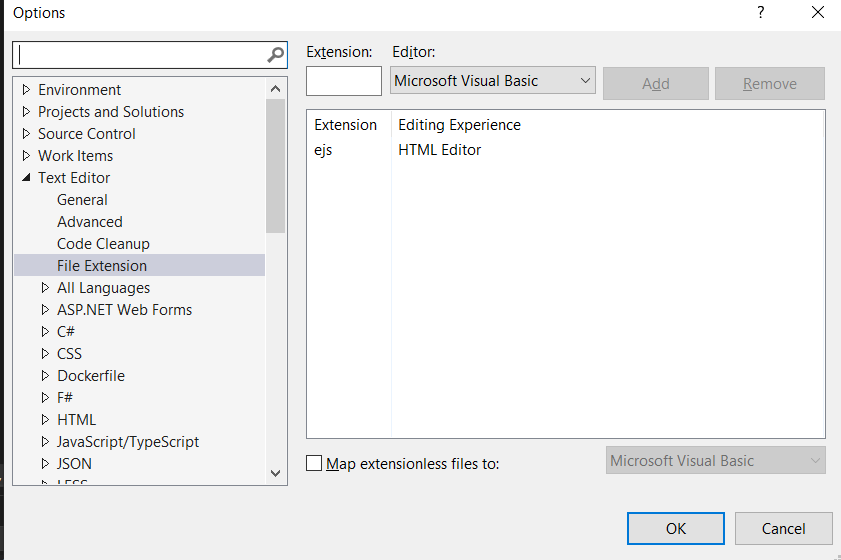 Options
?
Extension: Editor:
Microsoft Visual Basic
Add
Remove
Environment
Projects and Solutions
Source Control
Work Items
Text Editor
General
Advanced
Code Cleanup
File Extension
All Languages
ASP.NET Web Forms
C#
CSS
Dockerfile
F#
HTML
JavaScript/TypeScript
JSON
LESS
Extension Editing Experience
ejs HTML Editor
Map extensionless files to:
Microsoft Visual Basic
OK
Cancel